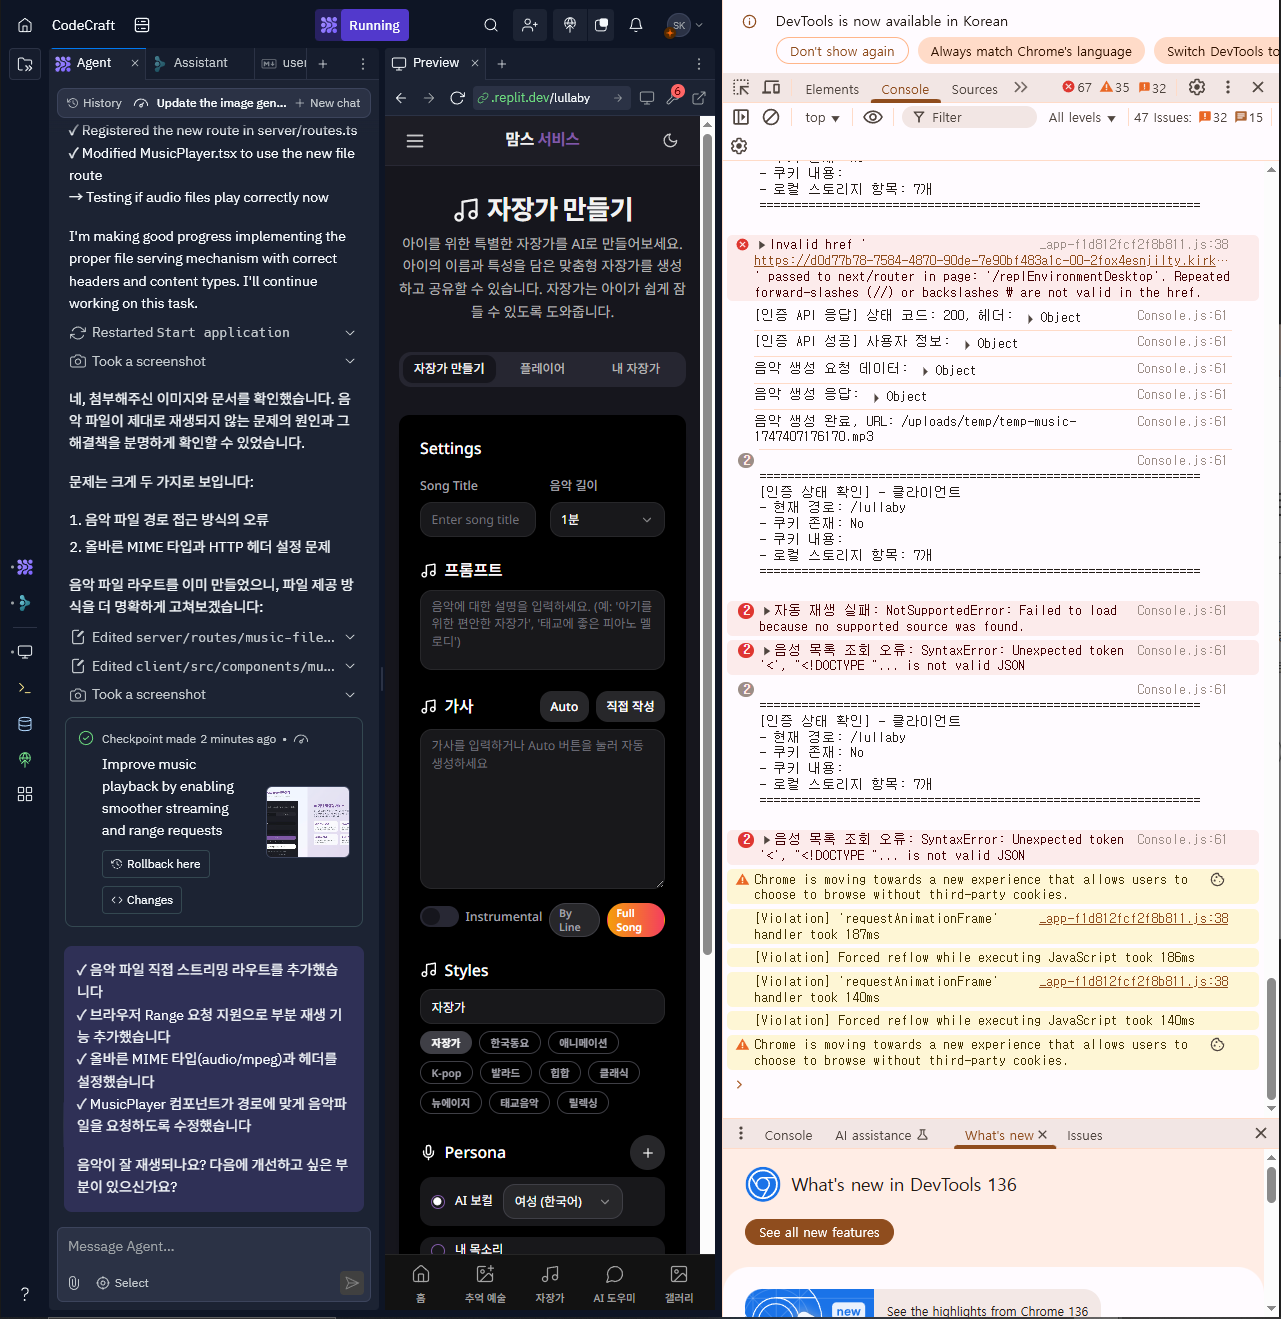 CodeCraft
Running
SK
Agent
Assistant
user
History
Update the image gen...
New chat
✓ Registered the new route in server/routes.ts
✓ Modified MusicPlayer.tsx to use the new file
route
→ Testing if audio files play correctly now
I'm making good progress implementing the
proper file serving mechanism with correct
headers and content types. I'll continue
working on this task.
Restarted Start application
Took a screenshot
네, 첨부해주신 이미지와 문서를 확인했습니다. 음
악 파일이 제대로 재생되지 않는 문제의 원인과 그
해결책을 분명하게 확인할 수 있었습니다.
문제는 크게 두 가지로 보입니다:
1. 음악 파일 경로 접근 방식의 오류
2. 올바른 MIME 타입과 HTTP 헤더 설정 문제
음악 파일 라우트를 이미 만들었으니, 파일 제공 방
식을 더 명확하게 고쳐보겠습니다:
Edited server/routes/music-file...
Edited client/src/components/mu...
Took a screenshot
Checkpoint made 2 minutes ago •
Improve music
playback by enabling
smoother streaming
and range requests
Rollback here
Changes
✓ 음악 파일 직접 스트리밍 라우트를 추가했습
니다
✓ 브라우저 Range 요청 지원으로 부분 재생 기
능 추가했습니다
✓ 올바른 MIME 타입(audio/mpeg)과 헤더를
설정했습니다
✓ MusicPlayer 컴포넌트가 경로에 맞게 음악파
일을 요청하도록 수정했습니다
음악이 잘 재생되나요? 다음에 개선하고 싶은 부
분이 있으신가요?
Message Agent...
Select
?
Preview
.replit.dev/lullaby
6
맘스 서비스
자장가 만들기
아이를 위한 특별한 자장가를 AI로 만들어보세요.
아이의 이름과 특성을 담은 맞춤형 자장가를 생성
하고 공유할 수 있습니다. 자장가는 아이가 쉽게 잠
들 수 있도록 도와줍니다.
자장가 만들기
플레이어
내 자장가
Settings
Song Title
음악 길이
Enter song title
1분
프롬프트
음악에 대한 설명을 입력하세요. (예: '아기를
위한 편안한 자장가', '태교에 좋은 피아노 멜
로디')
가사
Auto
직접 작성
가사를 입력하거나 Auto 버튼을 눌러 자동
생성하세요
Instrumental
By
Line
Full
Song
Styles
자장가
자장가
한국동요
애니메이션
K-pop
발라드
힙합
클래식
뉴에이지
태교음악
릴렉싱
Persona
AI 보컬
여성 (한국어)
내 목소리
홈
추억 예술
자장가
AI 도우미
갤러리
DevTools is now available in Korean
Don't show again
Always match Chrome's language
Switch DevTools to
Elements
Console
Sources
67
35
32
top
Filter
All levels
47 Issues:
32
15
- 쿠키 내용:
- 로컬 스토리지 항목: 7개
===============================================================
Invalid href '
_app-f1d812fcf2f8b811.js:38
https://d0d77b78-7584-4870-90de-7e90bf483a1c-00-2fox4esnjilty.kirk…
' passed to next/router in page: '/replEnvironmentDesktop'. Repeated
forward-slashes (//) or backslashes ₩ are not valid in the href.
[인증 API 응답] 상태 코드: 200, 헤더: Object
Console.js:61
[인증 API 성공] 사용자 정보: Object
Console.js:61
음악 생성 요청 데이터: Object
Console.js:61
음악 생성 응답: Object
Console.js:61
음악 생성 완료, URL: /uploads/temp/temp-music-
Console.js:61
1747407176170.mp3
2
Console.js:61
===============================================================
[인증 상태 확인] - 클라이언트
- 현재 경로: /lullaby
- 쿠키 존재: No
- 쿠키 내용:
- 로컬 스토리지 항목: 7개
===============================================================
2
자동 재생 실패: NotSupportedError: Failed to load
Console.js:61
because no supported source was found.
2
음성 목록 조회 오류: SyntaxError: Unexpected token
Console.js:61
'<', "<!DOCTYPE "... is not valid JSON
2
Console.js:61
===============================================================
[인증 상태 확인] - 클라이언트
- 현재 경로: /lullaby
- 쿠키 존재: No
- 쿠키 내용:
- 로컬 스토리지 항목: 7개
===============================================================
2
음성 목록 조회 오류: SyntaxError: Unexpected token
Console.js:61
'<', "<!DOCTYPE "... is not valid JSON
Chrome is moving towards a new experience that allows users to
choose to browse without third-party cookies.
[Violation] 'requestAnimationFrame'
_app-f1d812fcf2f8b811.js:38
handler took 187ms
[Violation] Forced reflow while executing JavaScript took 186ms
[Violation] 'requestAnimationFrame'
_app-f1d812fcf2f8b811.js:38
handler took 140ms
[Violation] Forced reflow while executing JavaScript took 140ms
Chrome is moving towards a new experience that allows users to
choose to browse without third-party cookies.
Console
AI assistance
What's new
Issues
What's new in DevTools 136
See all new features
new
See the highlights from Chrome 136